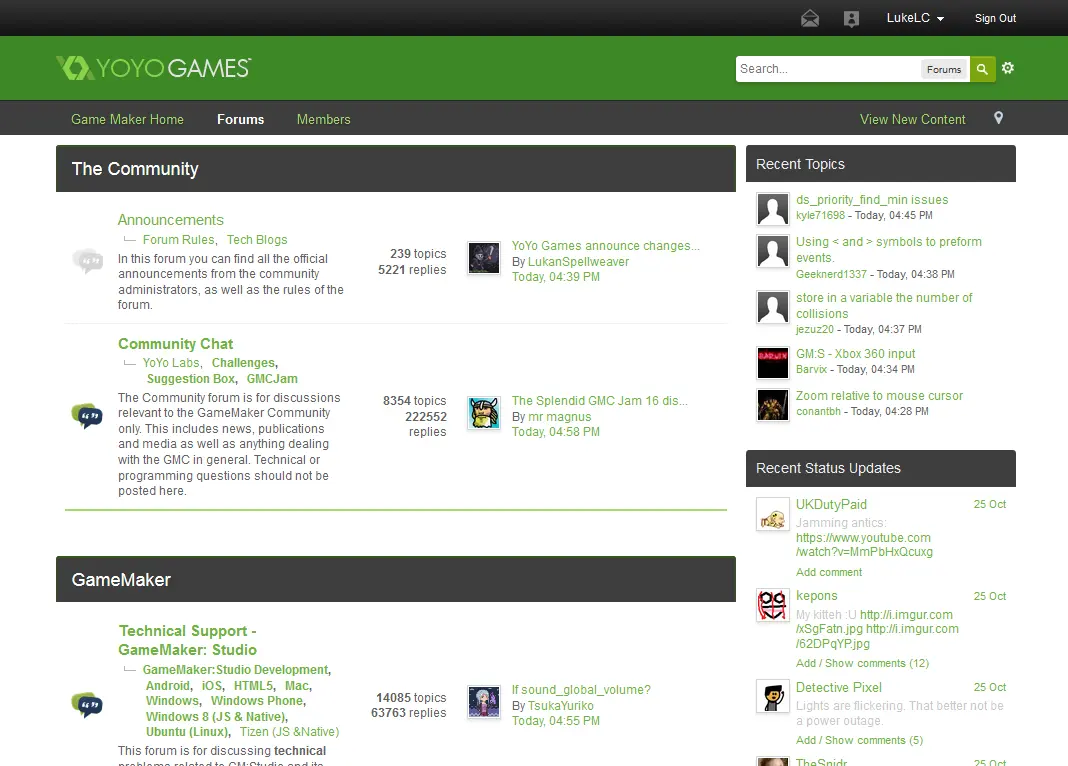 LukeLC
Sign Out
YOYOGAMES™
Search...
Forums
Game Maker Home
Forums
Members
View New Content
The Community
Announcements
Forum Rules, Tech Blogs
In this forum you can find all the official
announcements from the community
administrators, as well as the rules of the
forum.
239 topics
5221 replies
YoYo Games announce changes...
By LukanSpellweaver
Today, 04:39 PM
Community Chat
YoYo Labs, Challenges,
Suggestion Box, GMCJam
The Community forum is for discussions
relevant to the GameMaker Community
only. This includes news, publications
and media as well as anything dealing
with the GMC in general. Technical or
programming questions should not be
posted here.
8354 topics
222552
replies
The Splendid GMC Jam 16 dis...
By mr magnus
Today, 04:58 PM
GameMaker
Technical Support -
GameMaker: Studio
GameMaker:Studio Development,
Android, iOS, HTML5, Mac,
Windows, Windows Phone,
Windows 8 (JS & Native),
Ubuntu (Linux), Tizen (JS &Native)
This forum is for discussing technical
problems related to GM:Studio and its
14085 topics
63763 replies
If sound_global_volume?
By TsukaYuriko
Today, 04:55 PM
Recent Topics
ds_priority_find_min issues
kyle71698 - Today, 04:45 PM
Using < and > symbols to preform
events.
Geeknerd1337 - Today, 04:38 PM
store in a variable the number of
collisions
jezuz20 - Today, 04:37 PM
BARVIX
GM:S - Xbox 360 input
Barvix - Today, 04:34 PM
Zoom relative to mouse cursor
conantbh - Today, 04:28 PM
Recent Status Updates
UKDutyPaid
25 Oct
Jamming antics:
https://www.youtube.com
/watch?v=MmPbHxQcuxg
Add comment
kepons
25 Oct
My kitteh :U http://i.imgur.com
/xSgFatn.jpg http://i.imgur.com
/62DPqYP.jpg
Add / Show comments (12)
Detective Pixel
25 Oct
Lights are flickering. That better not be
a power outage.
Add / Show comments (5)
TheSnidr
25 Oct